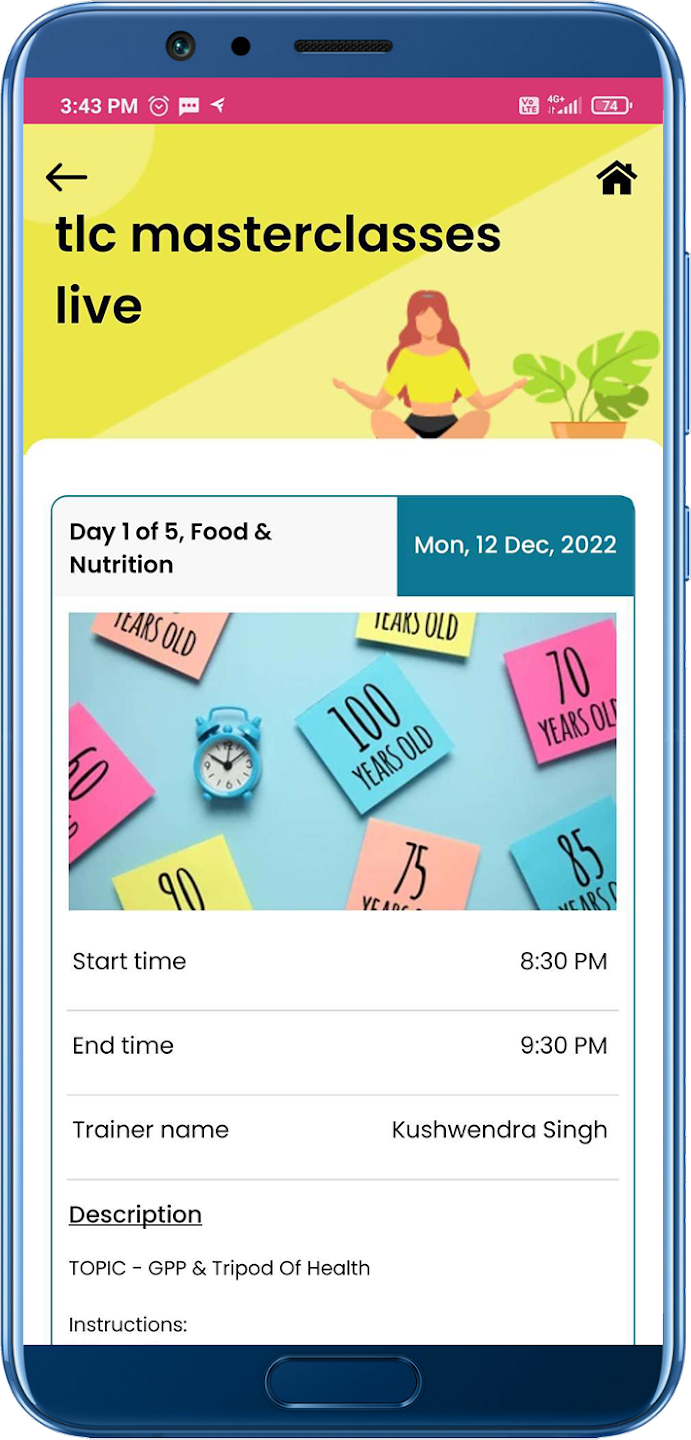 3:43 PM
Vo
LTE
4G+
74
tlc masterclasses
live
Day 1 of 5, Food &
Nutrition
Mon, 12 Dec, 2022
YEARS OLD
YEARS OLD
100
YEARS OLD
70
YEARS OL
60
90
75
YEARS OL
85
YEARS O
Start time
8:30 PM
End time
9:30 PM
Trainer name
Kushwendra Singh
Description
TOPIC - GPP & Tripod Of Health
Instructions: